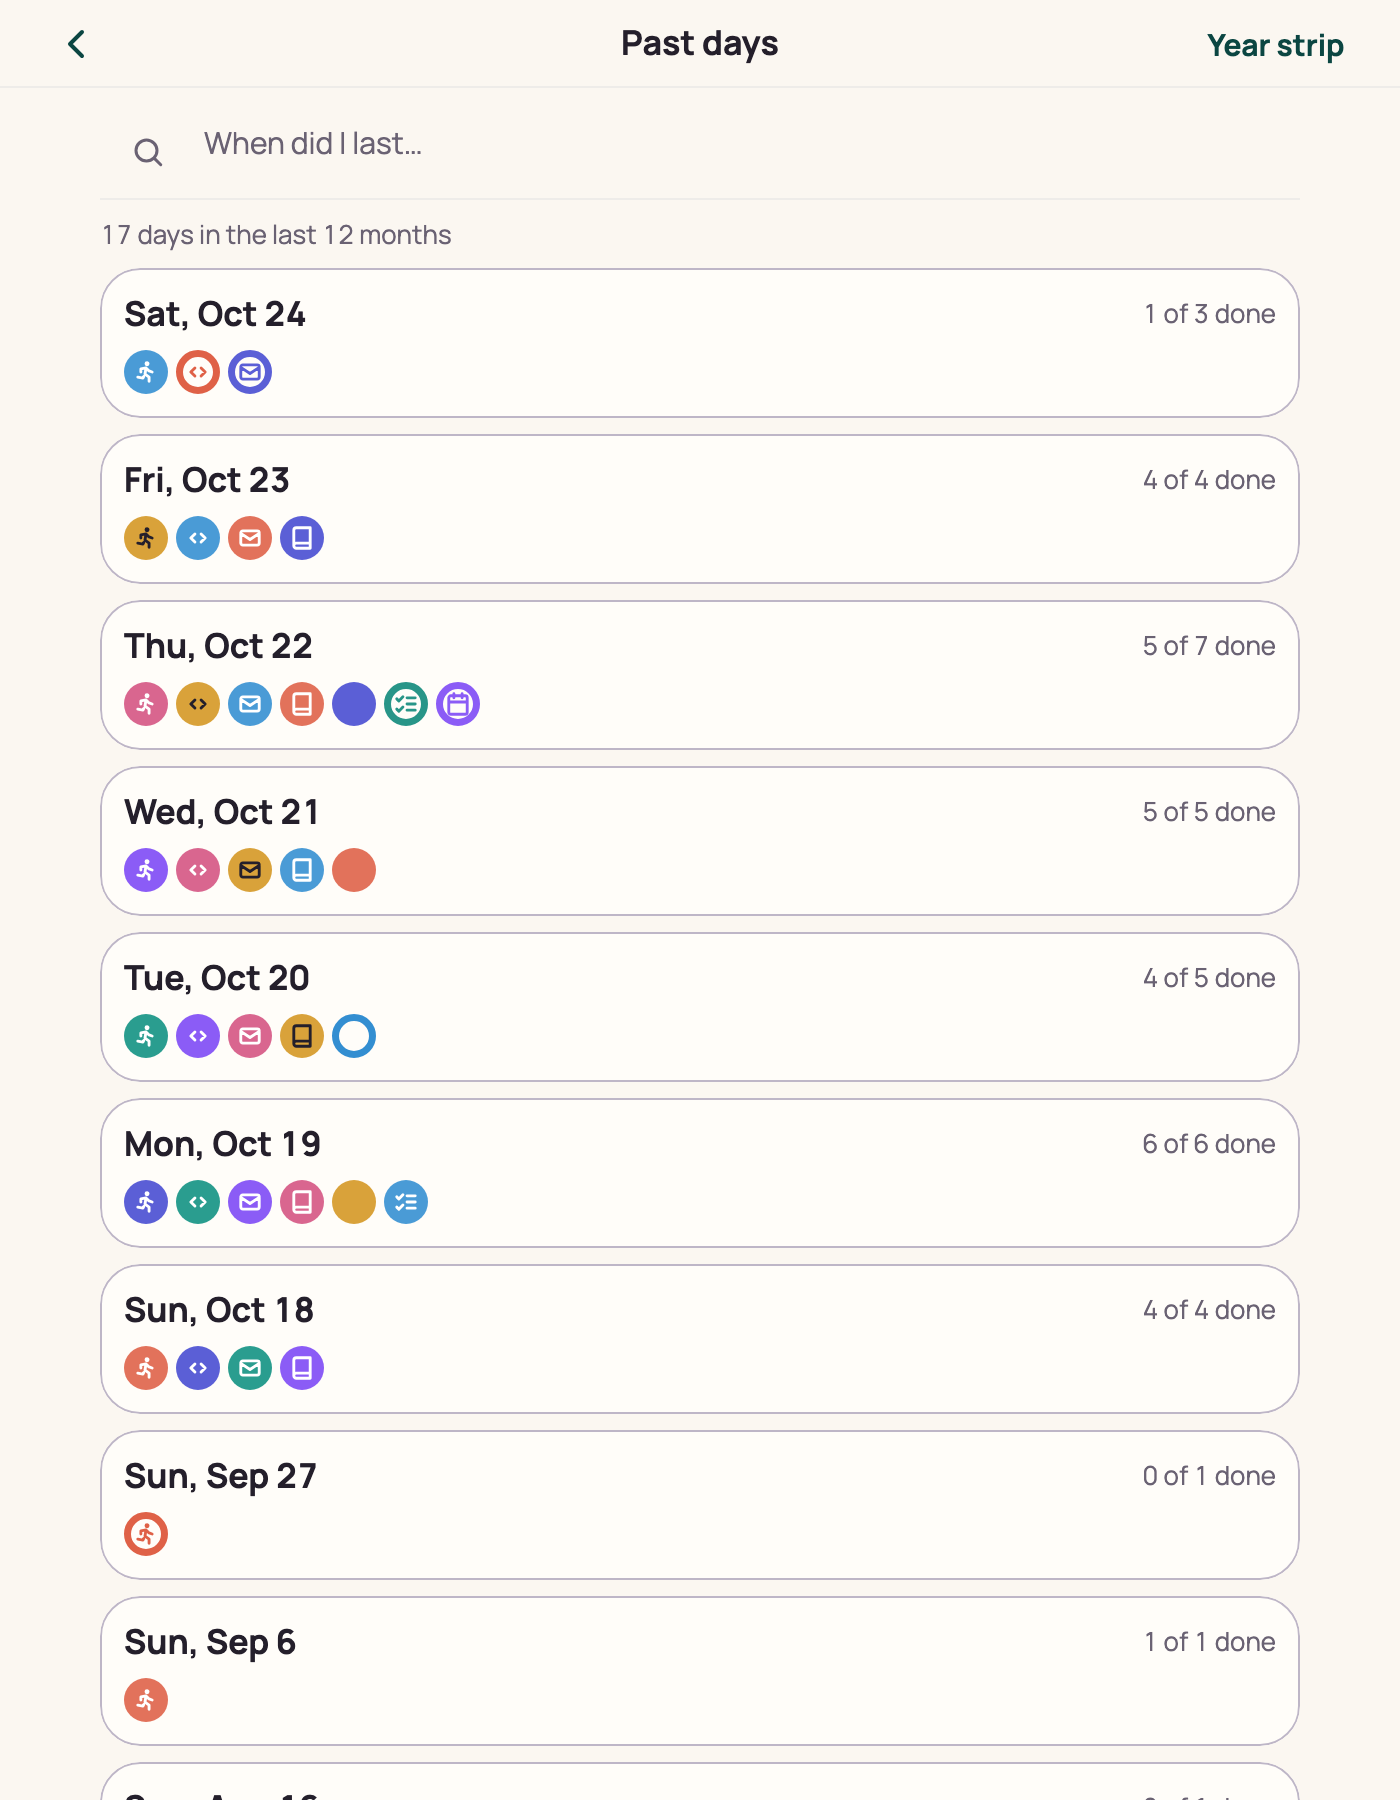 Past days
Year strip
When did I last...
17 days in the last 12 months
Sat, Oct 24
1 of 3 done
Fri, Oct 23
4 of 4 done
Thu, Oct 22
5 of 7 done
Wed, Oct 21
5 of 5 done
Tue, Oct 20
4 of 5 done
Mon, Oct 19
6 of 6 done
Sun, Oct 18
4 of 4 done
Sun, Sep 27
0 of 1 done
Sun, Sep 6
1 of 1 done